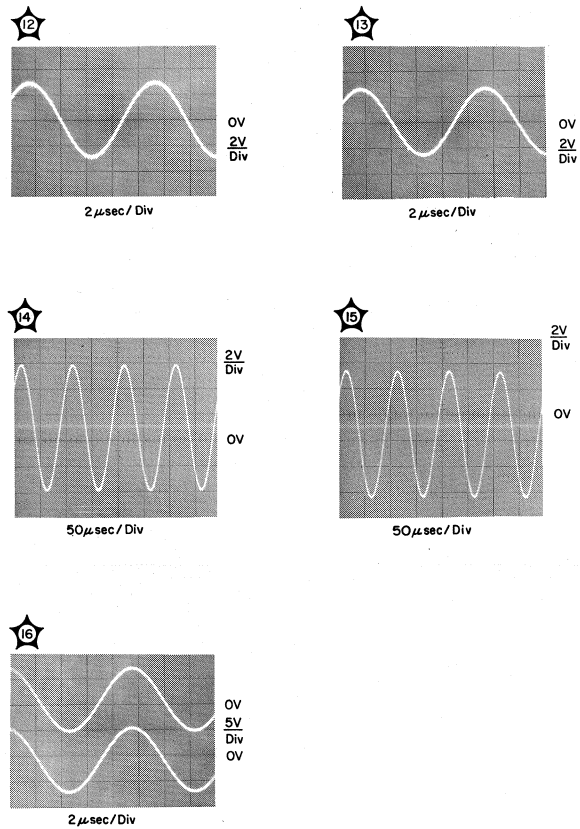 12
13
0V
2V
Div
0V
2V
Div
2μsec/Div
2μsec/Div
14
15
2V
Div
2V
Div
0V
0V
50μsec/Div
50μsec/Div
16
0V
5V
Div
0V
2μsec/Div